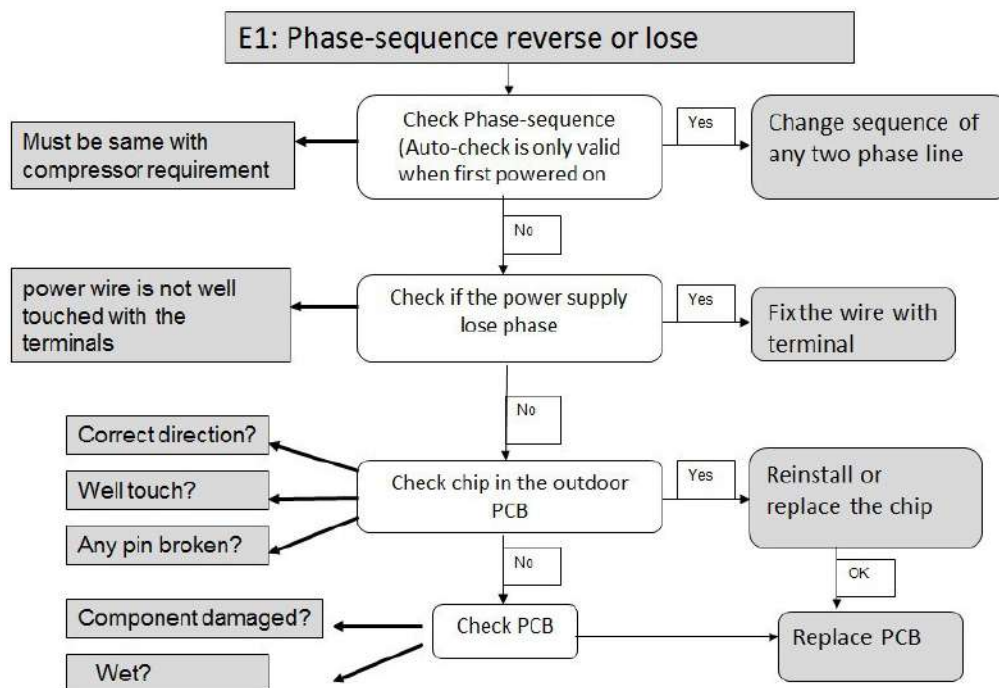 E1: Phase-sequence reverse or lose
Must be same with
compressor requirement
Check Phase-sequence
(Auto-check is only valid
when first powered on
Yes
Change sequence of
any two phase line
No
power wire is not well
touched with the
terminals
Check if the power supply
lose phase
Yes
Fix the wire with
terminal
No
Correct direction?
Well touch?
Any pin broken?
Check chip in the outdoor
PCB
Yes
Reinstall or
replace the chip
No
OK
Component damaged?
Wet?
Check PCB
Replace PCB